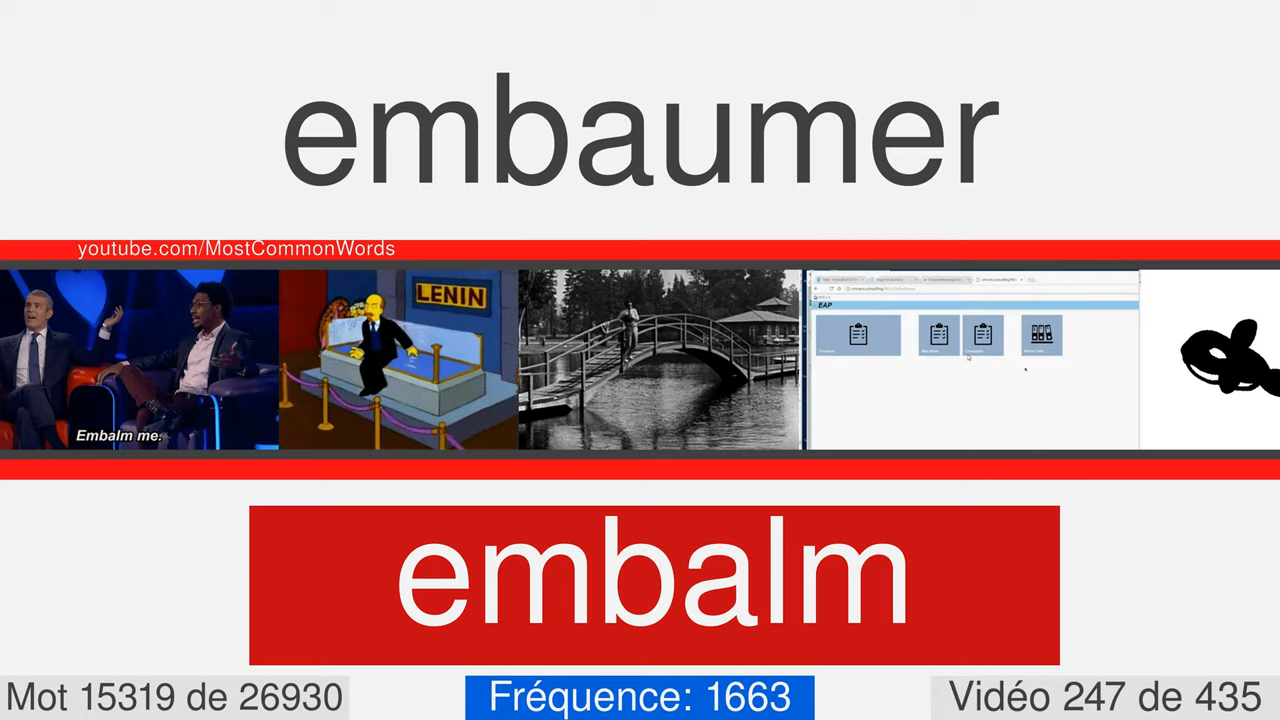 embaumer
youtube.com/MostCommonWords
LENIN
EAP
Embalm me.
embalm
Mot 15319 de 26930
Fréquence: 1663
Vidéo 247 de 435